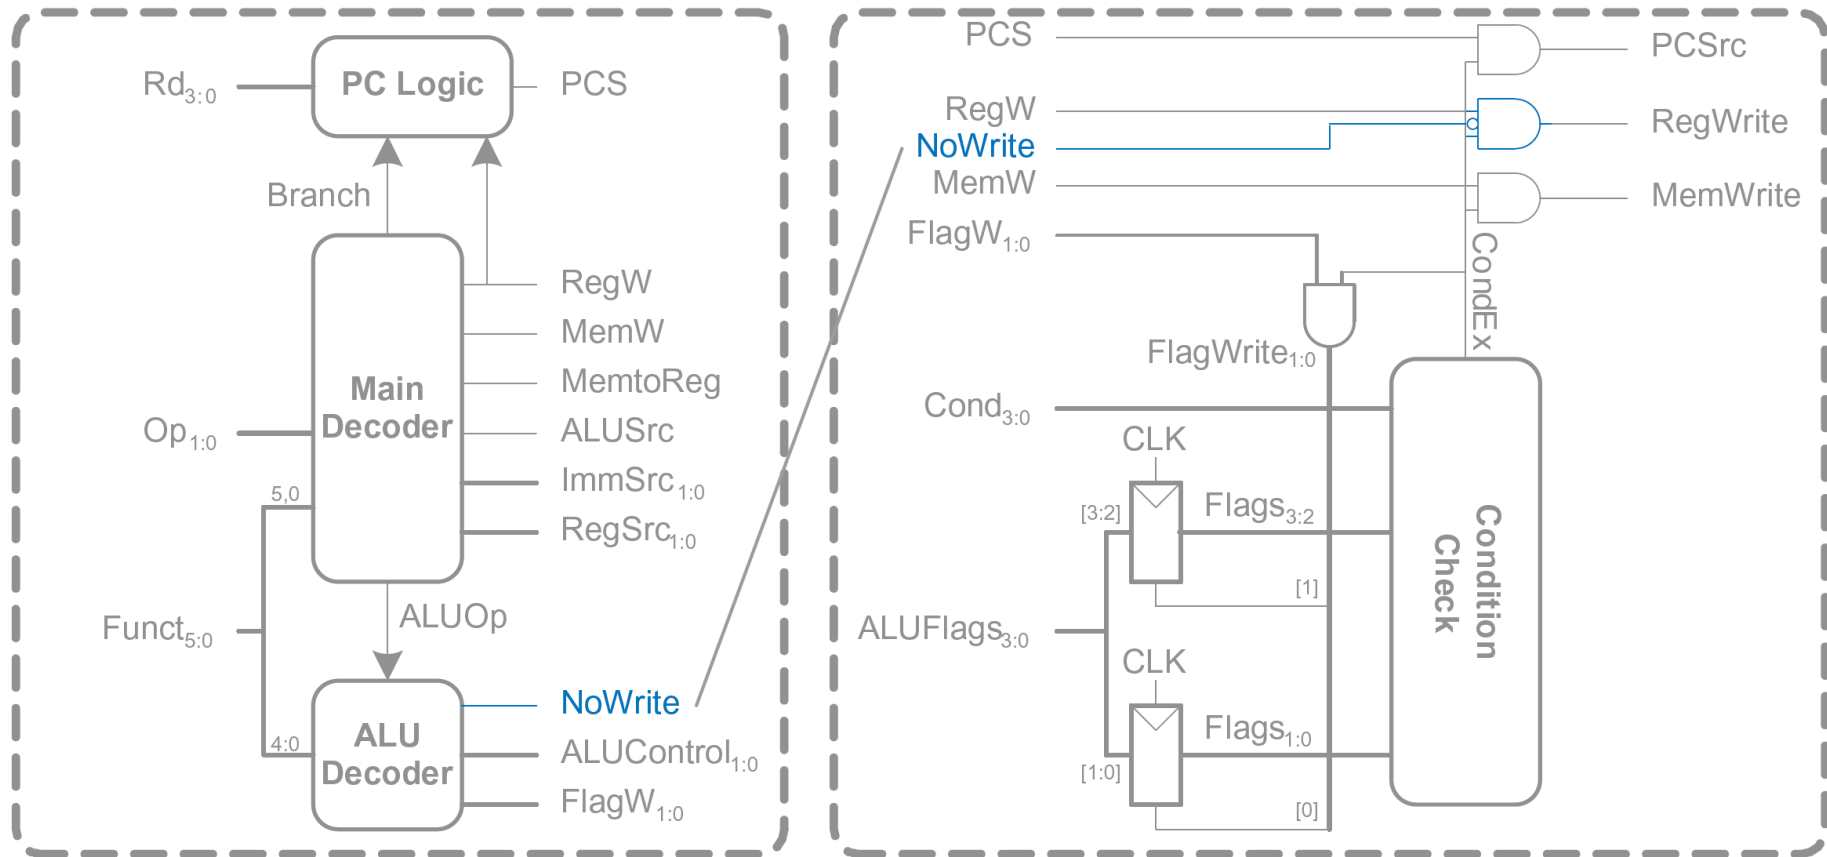 Rd3:0
PC Logic
PCS
Branch
RegW
MemW
MemtoReg
ALUSrc
ImmSrc1:0
RegSrc1:0
Main
Decoder
Op1:0
5,0
Funct5:0
ALUOp
4:0
ALU
Decoder
NoWrite
ALUControl1:0
FlagW1:0
PCS
PCSrc
RegW
RegWrite
NoWrite
MemW
MemWrite
FlagW1:0
CondEx
FlagWrite1:0
Cond3:0
CLK
[3:2]
Flags3:2
[1]
Condition
Check
ALUFlags3:0
CLK
Flags1:0
[1:0]
[0]